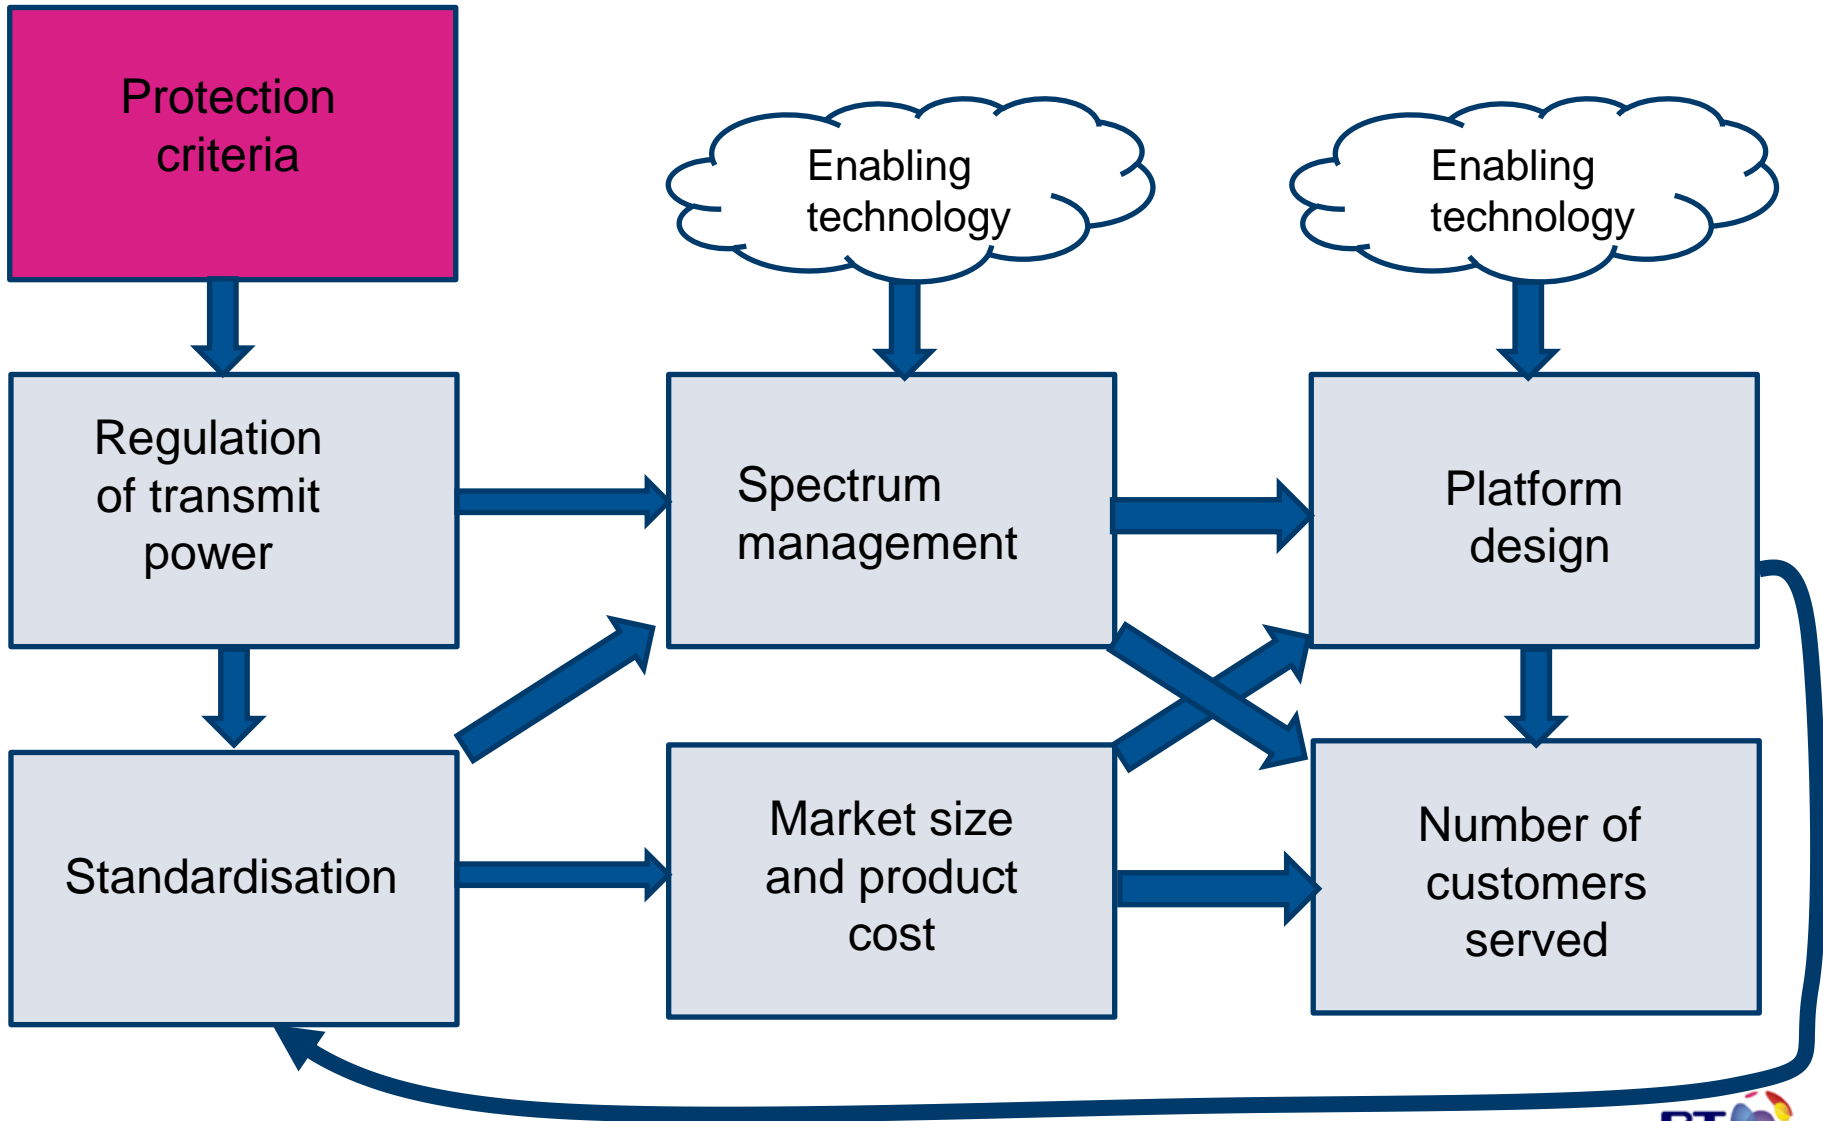 Protection
criteria
Enabling
technology
Enabling
technology
Regulation
of transmit
power
Spectrum
management
Platform
design
Standardisation
Market size
and product
cost
Number of
customers
served
BT